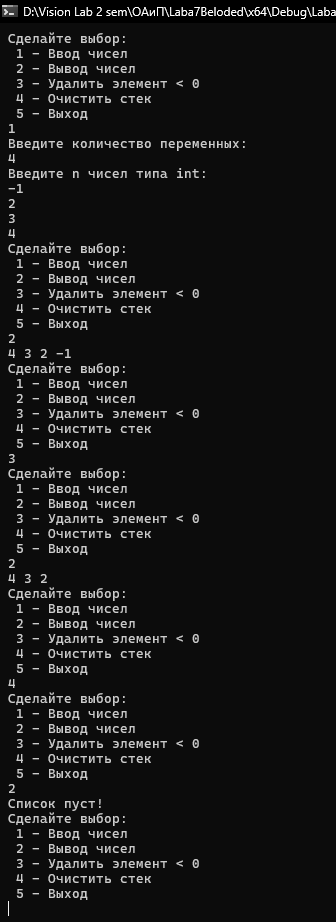 D:\Vision Lab 2 sem\ОАиП\Laba7Beloded\x64\Debug\Laba
Сделайте выбор:
1 - Ввод чисел
2 - Вывод чисел
3 - Удалить элемент < 0
4 - Очистить стек
5 - Выход
1
Введите количество переменных:
4
Введите n чисел типа int:
-1
2
3
4
Сделайте выбор:
1 - Ввод чисел
2 - Вывод чисел
3 - Удалить элемент < 0
4 - Очистить стек
5 - Выход
2
4 3 2 -1
Сделайте выбор:
1 - Ввод чисел
2 - Вывод чисел
3 - Удалить элемент < 0
4 - Очистить стек
5 - Выход
3
Сделайте выбор:
1 - Ввод чисел
2 - Вывод чисел
3 - Удалить элемент < 0
4 - Очистить стек
5 - Выход
2
4 3 2
Сделайте выбор:
1 - Ввод чисел
2 - Вывод чисел
3 - Удалить элемент < 0
4 - Очистить стек
5 - Выход
4
Сделайте выбор:
1 - Ввод чисел
2 - Вывод чисел
3 - Удалить элемент < 0
4 - Очистить стек
5 - Выход
2
Список пуст!
Сделайте выбор:
1 - Ввод чисел
2 - Вывод чисел
3 - Удалить элемент < 0
4 - Очистить стек
5 - Выход